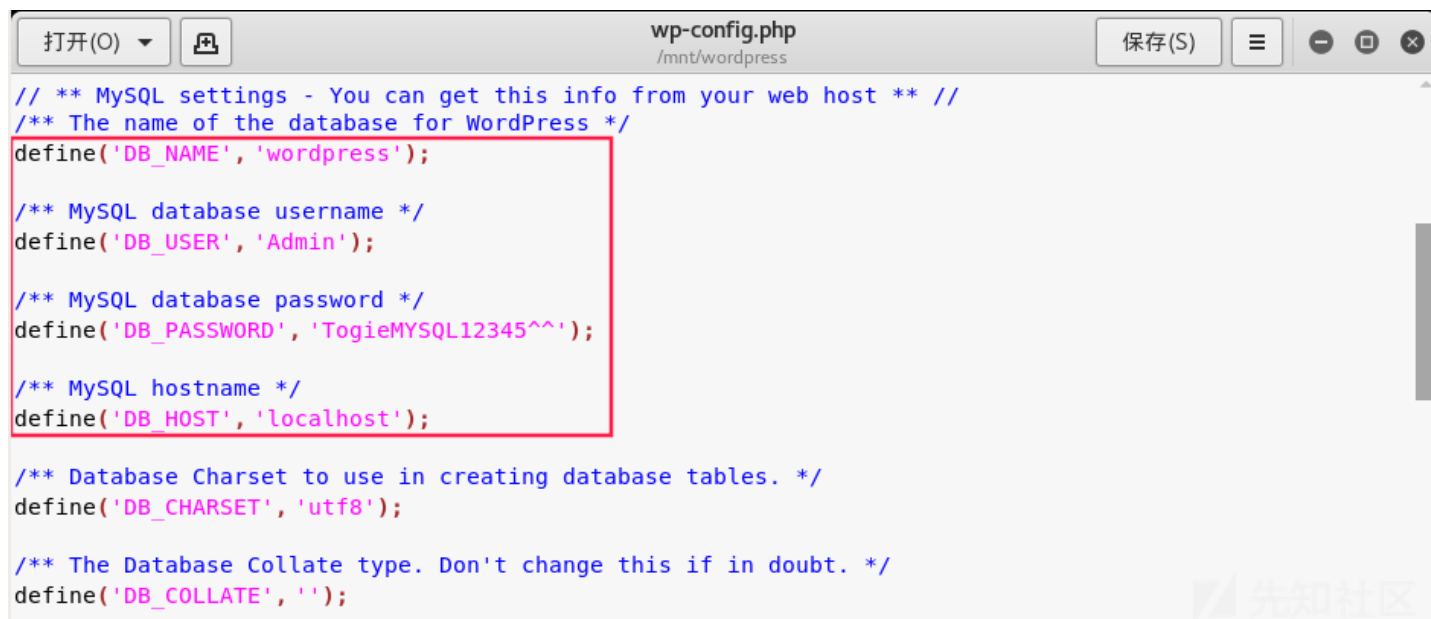 打开(O)
wp-config.php
/mnt/wordpress
保存(S)
// ** MySQL settings - You can get this info from your web host ** //
/** The name of the database for WordPress */
define('DB_NAME', 'wordpress');
/** MySQL database username */
define('DB_USER', 'Admin');
/** MySQL database password */
define('DB_PASSWORD', 'TogieMYSQL12345^^');
/** MySQL hostname */
define('DB_HOST', 'localhost');
/** Database Charset to use in creating database tables. */
define('DB_CHARSET', 'utf8');
/** The Database Collate type. Don't change this if in doubt. */
define('DB_COLLATE', '');
先知社区